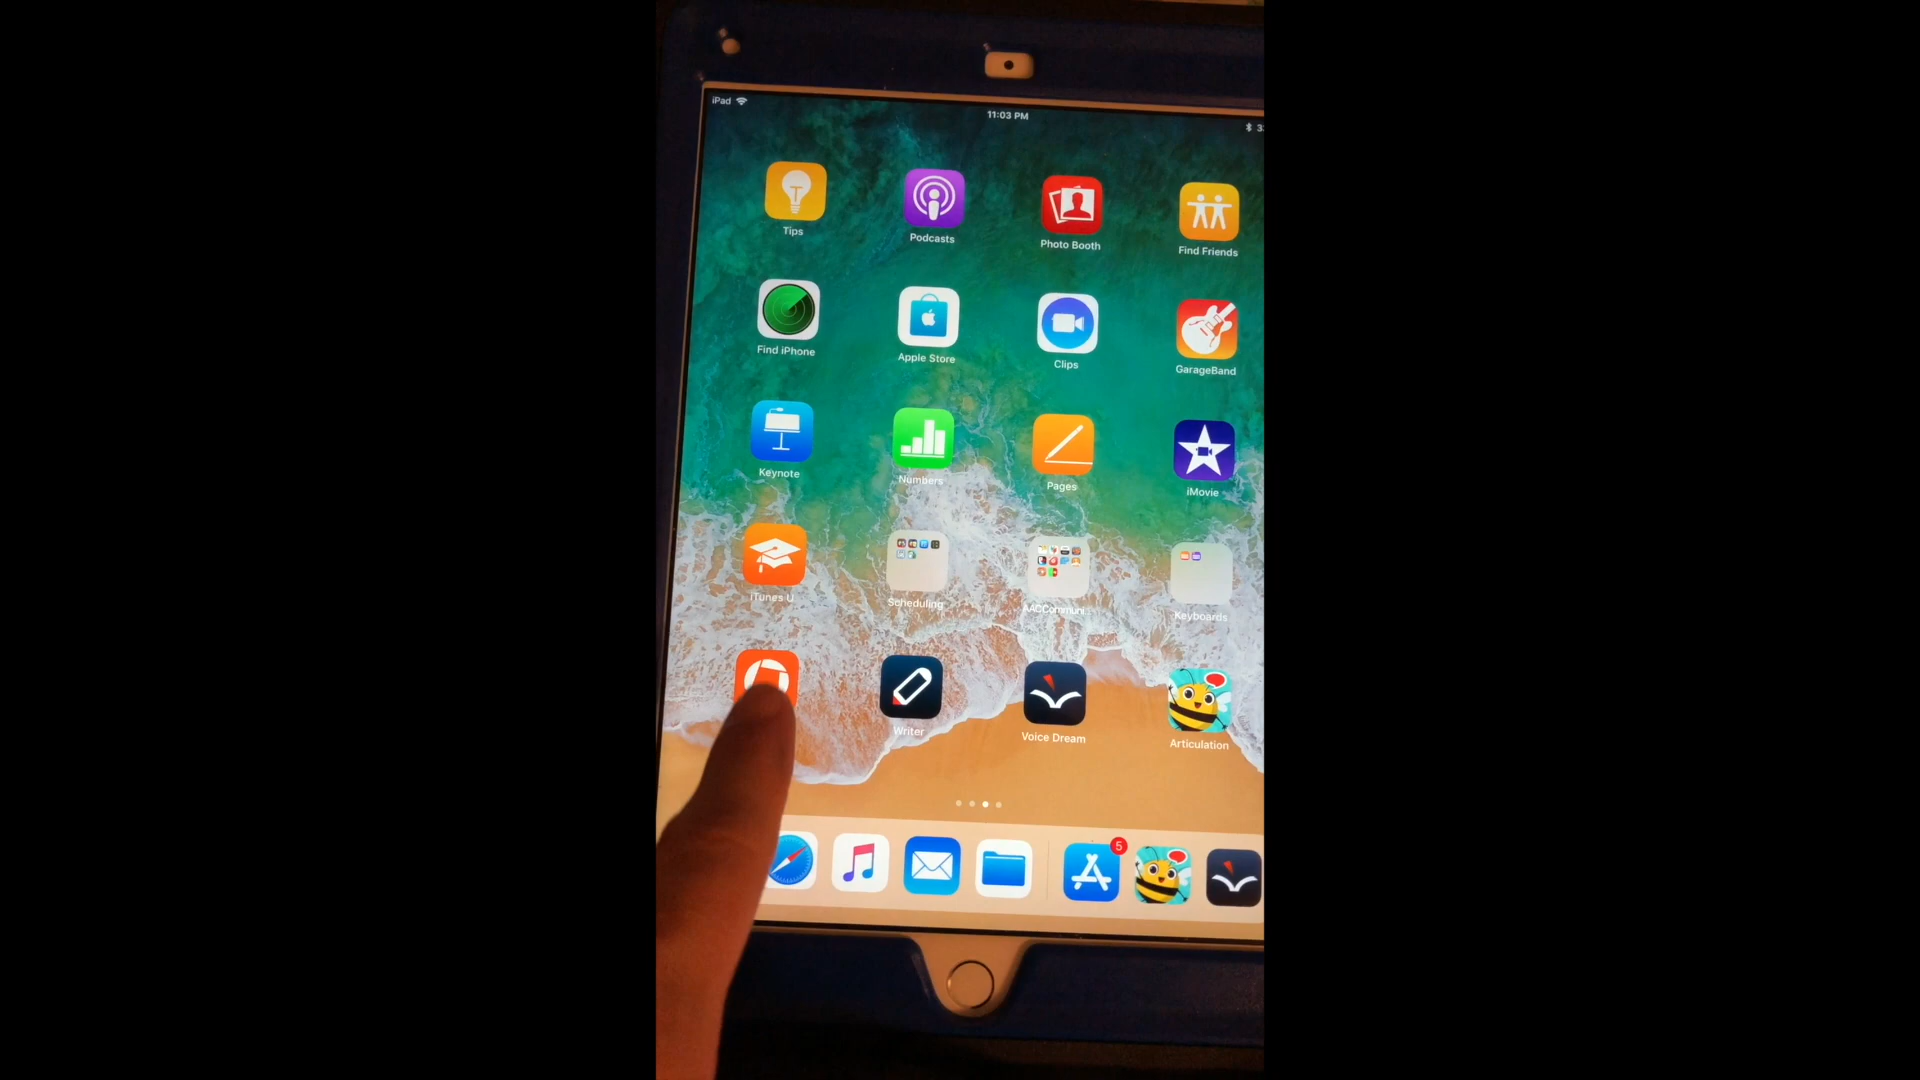 iPad
11:03 PM
Tips
Podcasts
Photo Booth
Find Friends
Find iPhone
Apple Store
Clips
GarageBand
Keynote
Numbers
Pages
iMovie
iTunes U
Scheduling
AACCommuni...
Keyboards
Writer
Voice Dream
Articulation
5